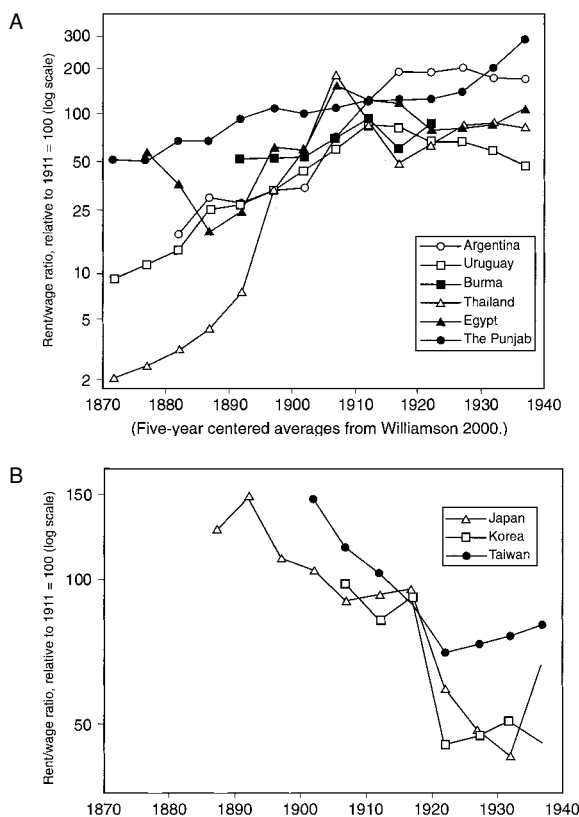 A
Rent/wage ratio, relative to 1911 = 100 (log scale)
300
200
100
50
25
10
5
2
Argentina
Uruguay
Burma
Thailand
Egypt
The Punjab
1870 1880 1890 1900 1910 1920 1930 1940
(Five-year centered averages from Williamson 2000.)
B
Rent/wage ratio, relative to 1911 = 100 (log scale)
150
100
50
Japan
Korea
Taiwan
1870 1880 1890 1900 1910 1920 1930 1940